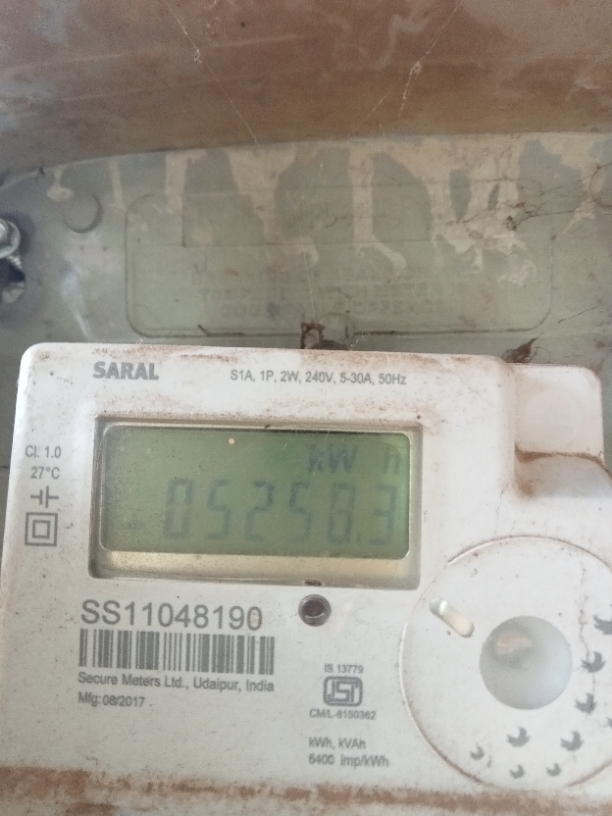 SARAL
S1A, 1P, 2W, 240V, 5-30A, 50Hz
Cl. 1.0
27°C
kW h
05258.3
SS11048190
Secure Meters Ltd., Udaipur, India
Mfg: 08/2017
IS 13779
ISI
CM/L-8150362
kWh, kVAh
6400 imp/kWh